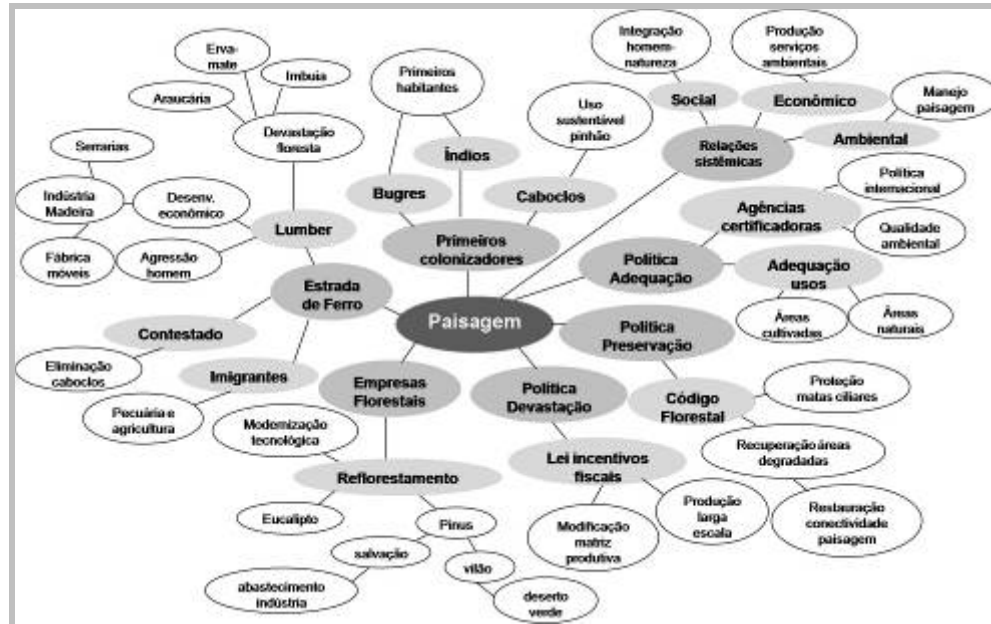 Erva-
mate
Imbuia
Araucária
Devastação
floresta
Serrarias
Indústria
Madeira
Desenv.
econômico
Fábrica
móveis
Agressão
homem
Lumber
Estrada
de Ferro
Contestado
Eliminação
caboclos
Imigrantes
Pecuária e
agricultura
Primeiros
habitantes
Índios
Bugres
Caboclos
Uso
sustentável
pinhão
Primeiros
colonizadores
Integração
homem-
natureza
Produção
serviços
ambientais
Social
Econômico
Manejo
paisagem
Ambiental
Relações
sistêmicas
Política
internacional
Agências
certificadoras
Qualidade
ambiental
Política
Adequação
Adequação
usos
Áreas
cultivadas
Áreas
naturais
Paisagem
Política
Preservação
Código
Florestal
Proteção
matas ciliares
Recuperação áreas
degradadas
Restauração
conectividade
paisagem
Política
Devastação
Lei incentivos
fiscais
Modificação
matriz
produtiva
Produção
larga
escala
Empresas
Florestais
Modernização
tecnológica
Reflorestamento
Eucalipto
Pinus
salvação
vilão
abastecimento
indústria
deserto
verde